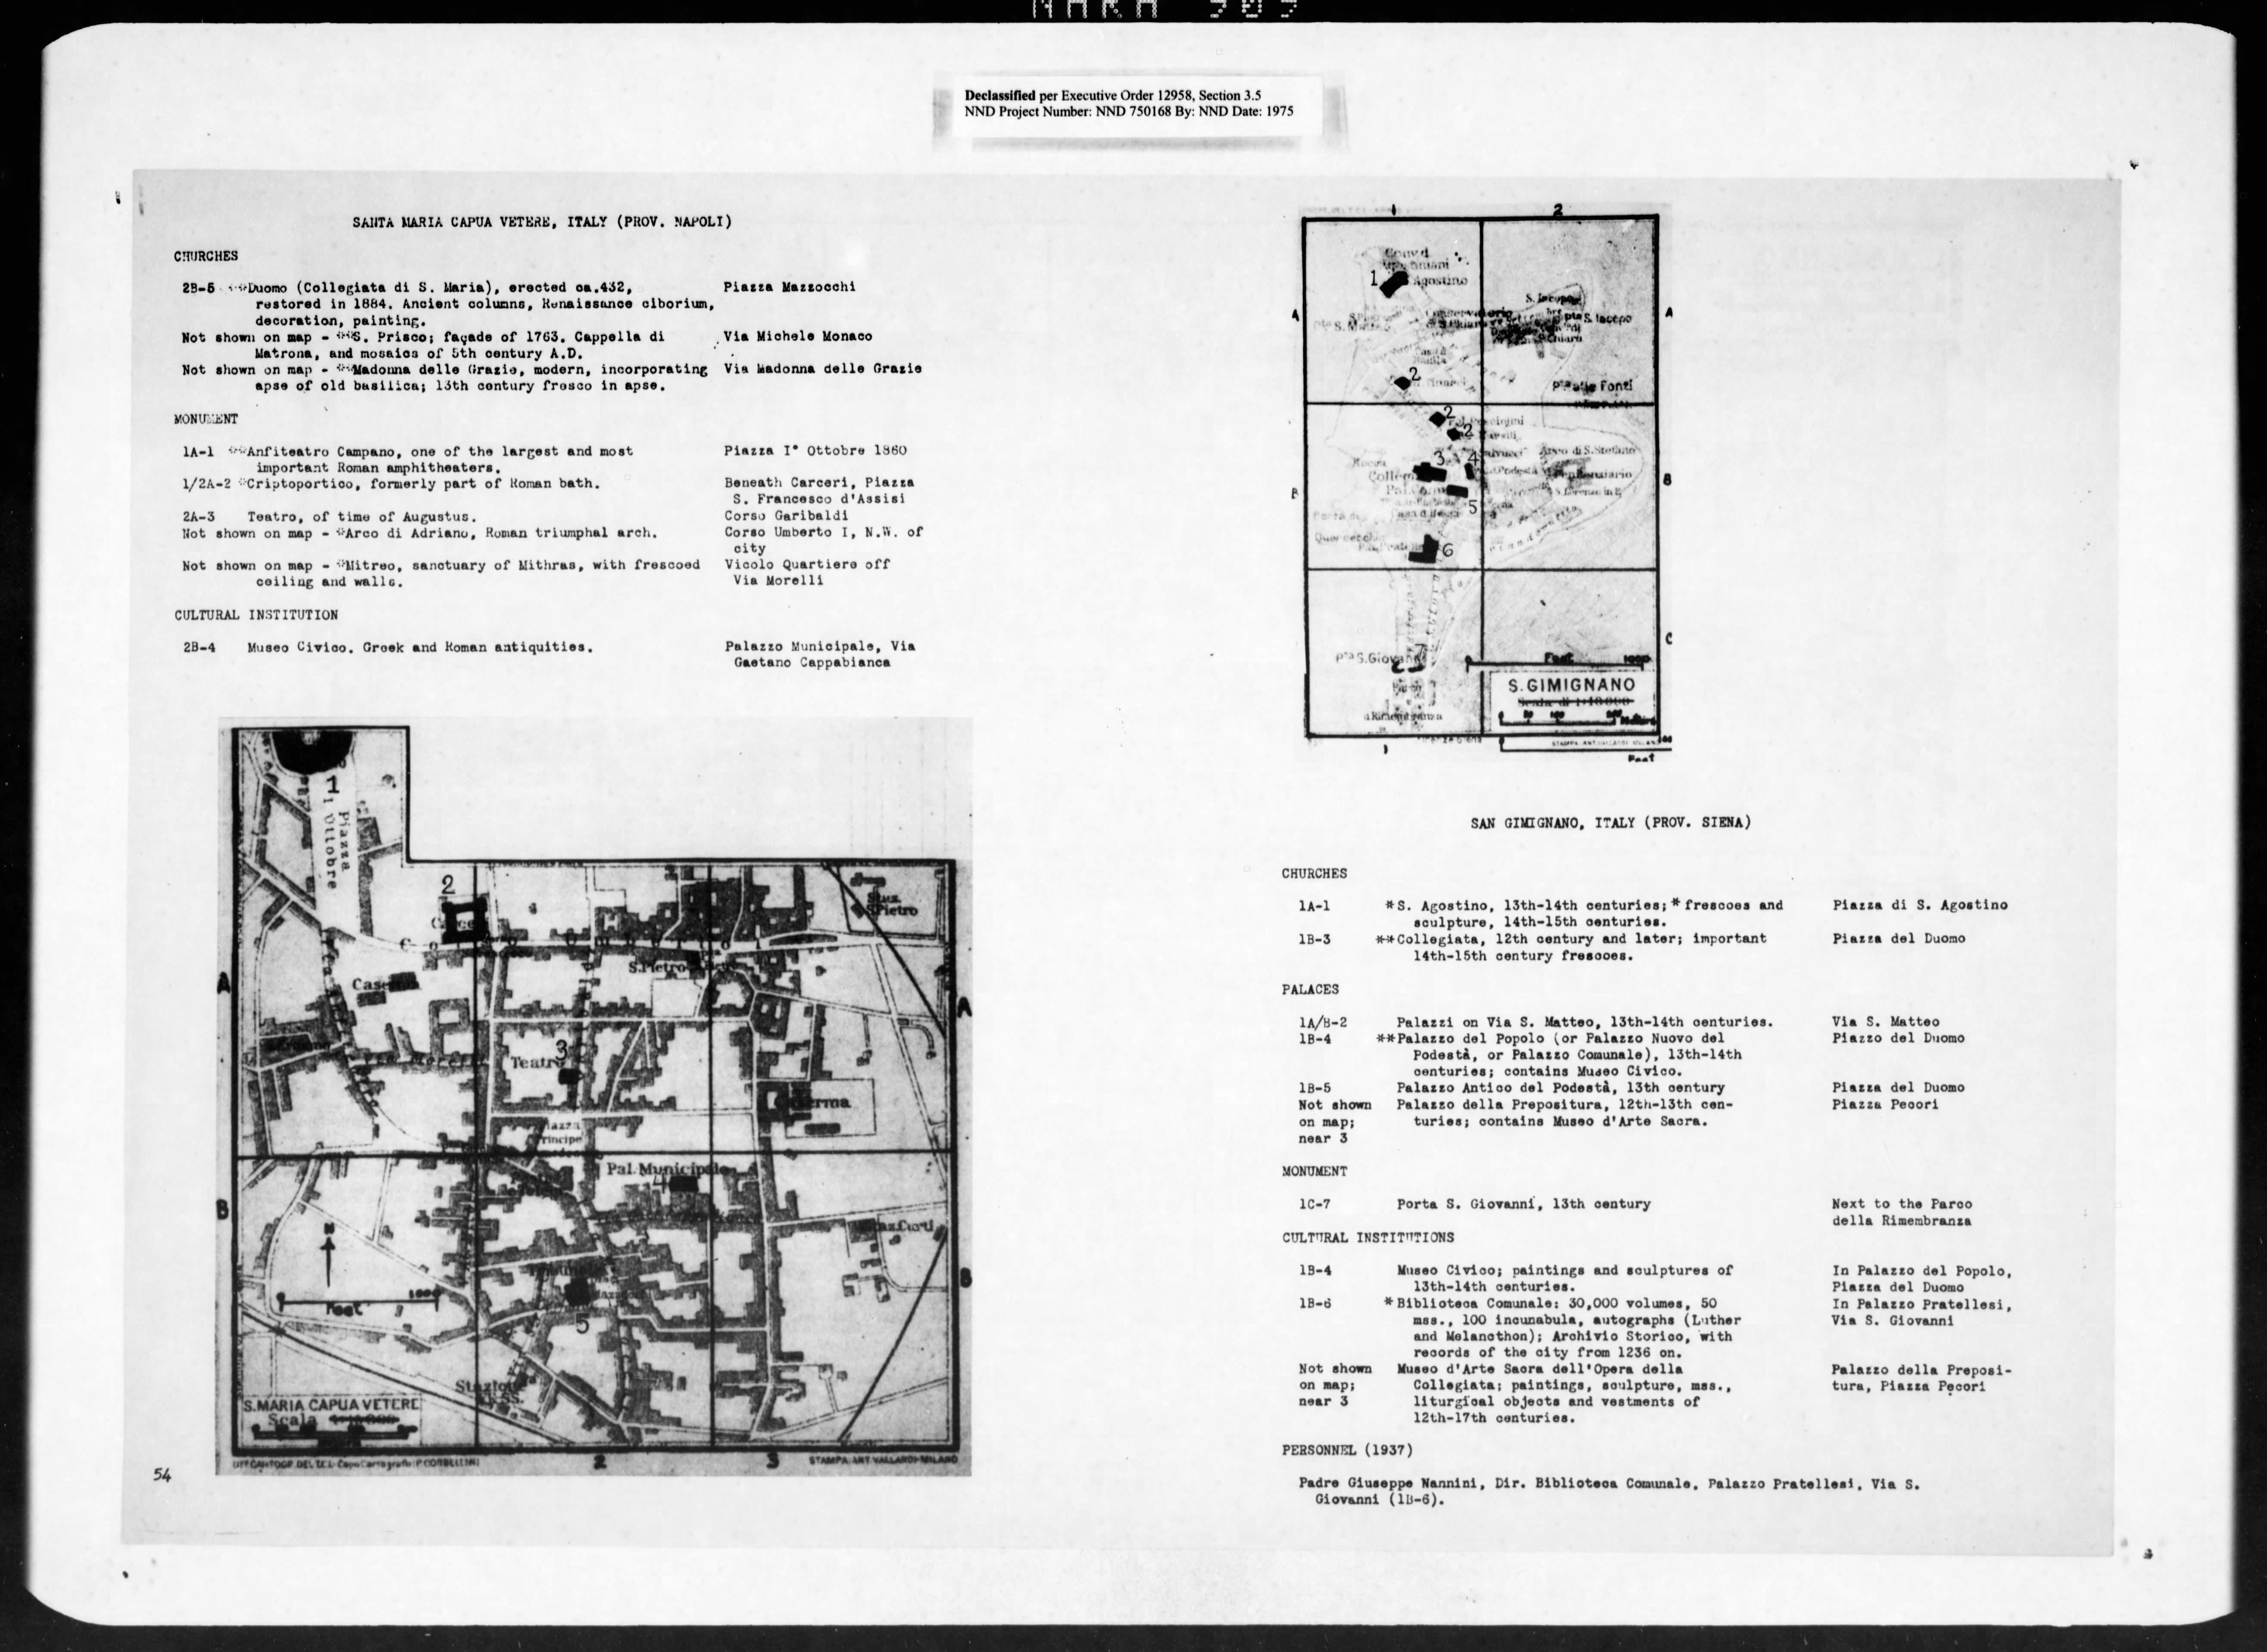 Declassified per Executive Order 12958, Section 3.5
NND Project Number: NND 750168 By: NND Date: 1975
SANTA MARIA CAPUA VETERE, ITALY (PROV. NAPOLI)
CHURCHES
2B-5 **Duomo (Collegiata di S. Maria), erected ca.432, Piazza Mazzocchi
restored in 1884. Ancient columns, Renaissance ciborium,
decoration, painting.
Not shown on map - **S. Prisco; façade of 1763. Cappella di Via Michele Monaco
Matrona, and mosaics of 5th century A.D.
Not shown on map - **Madonna delle Grazie, modern, incorporating Via Madonna delle Grazie
apse of old basilica; 13th century fresco in apse.
MONUMENT
1A-1 **Anfiteatro Campano, one of the largest and most Piazza I° Ottobre 1860
important Roman amphitheaters.
1/2A-2 *Criptoportico, formerly part of Roman bath. Beneath Carceri, Piazza
S. Francesco d'Assisi
2A-3 Teatro, of time of Augustus. Corso Garibaldi
Not shown on map - *Arco di Adriano, Roman triumphal arch. Corso Umberto I, N.W. of
city
Not shown on map - *Mitreo, sanctuary of Mithras, with frescoed Vicolo Quartiere off
ceiling and walls. Via Morelli
CULTURAL INSTITUTION
2B-4 Museo Civico. Greek and Roman antiquities. Palazzo Municipale, Via
Gaetano Cappabianca
1
Piazza
1 Ottobre
2
A
A
S.Pietro
S.Pietro
3
Teatro
Pal. Municipale
4
B
B
N
1000
Feet
5
Stazione
S.MARIA CAPUA VETERE
Scala
2
3
STAMPA ART. VALLARDI-MILANO
54
1
2
1
Agostino
A
A
S. Iacopo
Pta S. Iacopo
2
Pta alle Fonti
2
2
3
4
B
B
Arco di S. Stefano
5
6
C
Pta S.Giovanni
7
Feet
1000
S.GIMIGNANO
Scala di 1:10000
1
Feet
SAN GIMIGNANO, ITALY (PROV. SIENA)
CHURCHES
1A-1 *S. Agostino, 13th-14th centuries; * frescoes and Piazza di S. Agostino
sculpture, 14th-15th centuries.
1B-3 **Collegiata, 12th century and later; important Piazza del Duomo
14th-15th century frescoes.
PALACES
1A/B-2 Palazzi on Via S. Matteo, 13th-14th centuries. Via S. Matteo
1B-4 **Palazzo del Popolo (or Palazzo Nuovo del Piazzo del Duomo
Podestà, or Palazzo Comunale), 13th-14th
centuries; contains Museo Civico.
1B-5 Palazzo Antico del Podestà, 13th century Piazza del Duomo
Not shown Palazzo della Prepositura, 12th-13th cen- Piazza Pecori
on map; turies; contains Museo d'Arte Sacra.
near 3
MONUMENT
1C-7 Porta S. Giovanni, 13th century Next to the Parco
della Rimembranza
CULTURAL INSTITUTIONS
1B-4 Museo Civico; paintings and sculptures of In Palazzo del Popolo,
13th-14th centuries. Piazza del Duomo
1B-6 *Biblioteca Comunale: 30,000 volumes, 50 In Palazzo Pratellesi,
mss., 100 incunabula, autographs (Luther Via S. Giovanni
and Melancthon); Archivio Storico, with
records of the city from 1236 on.
Not shown Museo d'Arte Sacra dell'Opera della Palazzo della Preposi-
on map; Collegiata; paintings, sculpture, mss., tura, Piazza Pecori
near 3 liturgical objects and vestments of
12th-17th centuries.
PERSONNEL (1937)
Padre Giuseppe Nannini, Dir. Biblioteca Comunale, Palazzo Pratellesi, Via S.
Giovanni (1B-6).